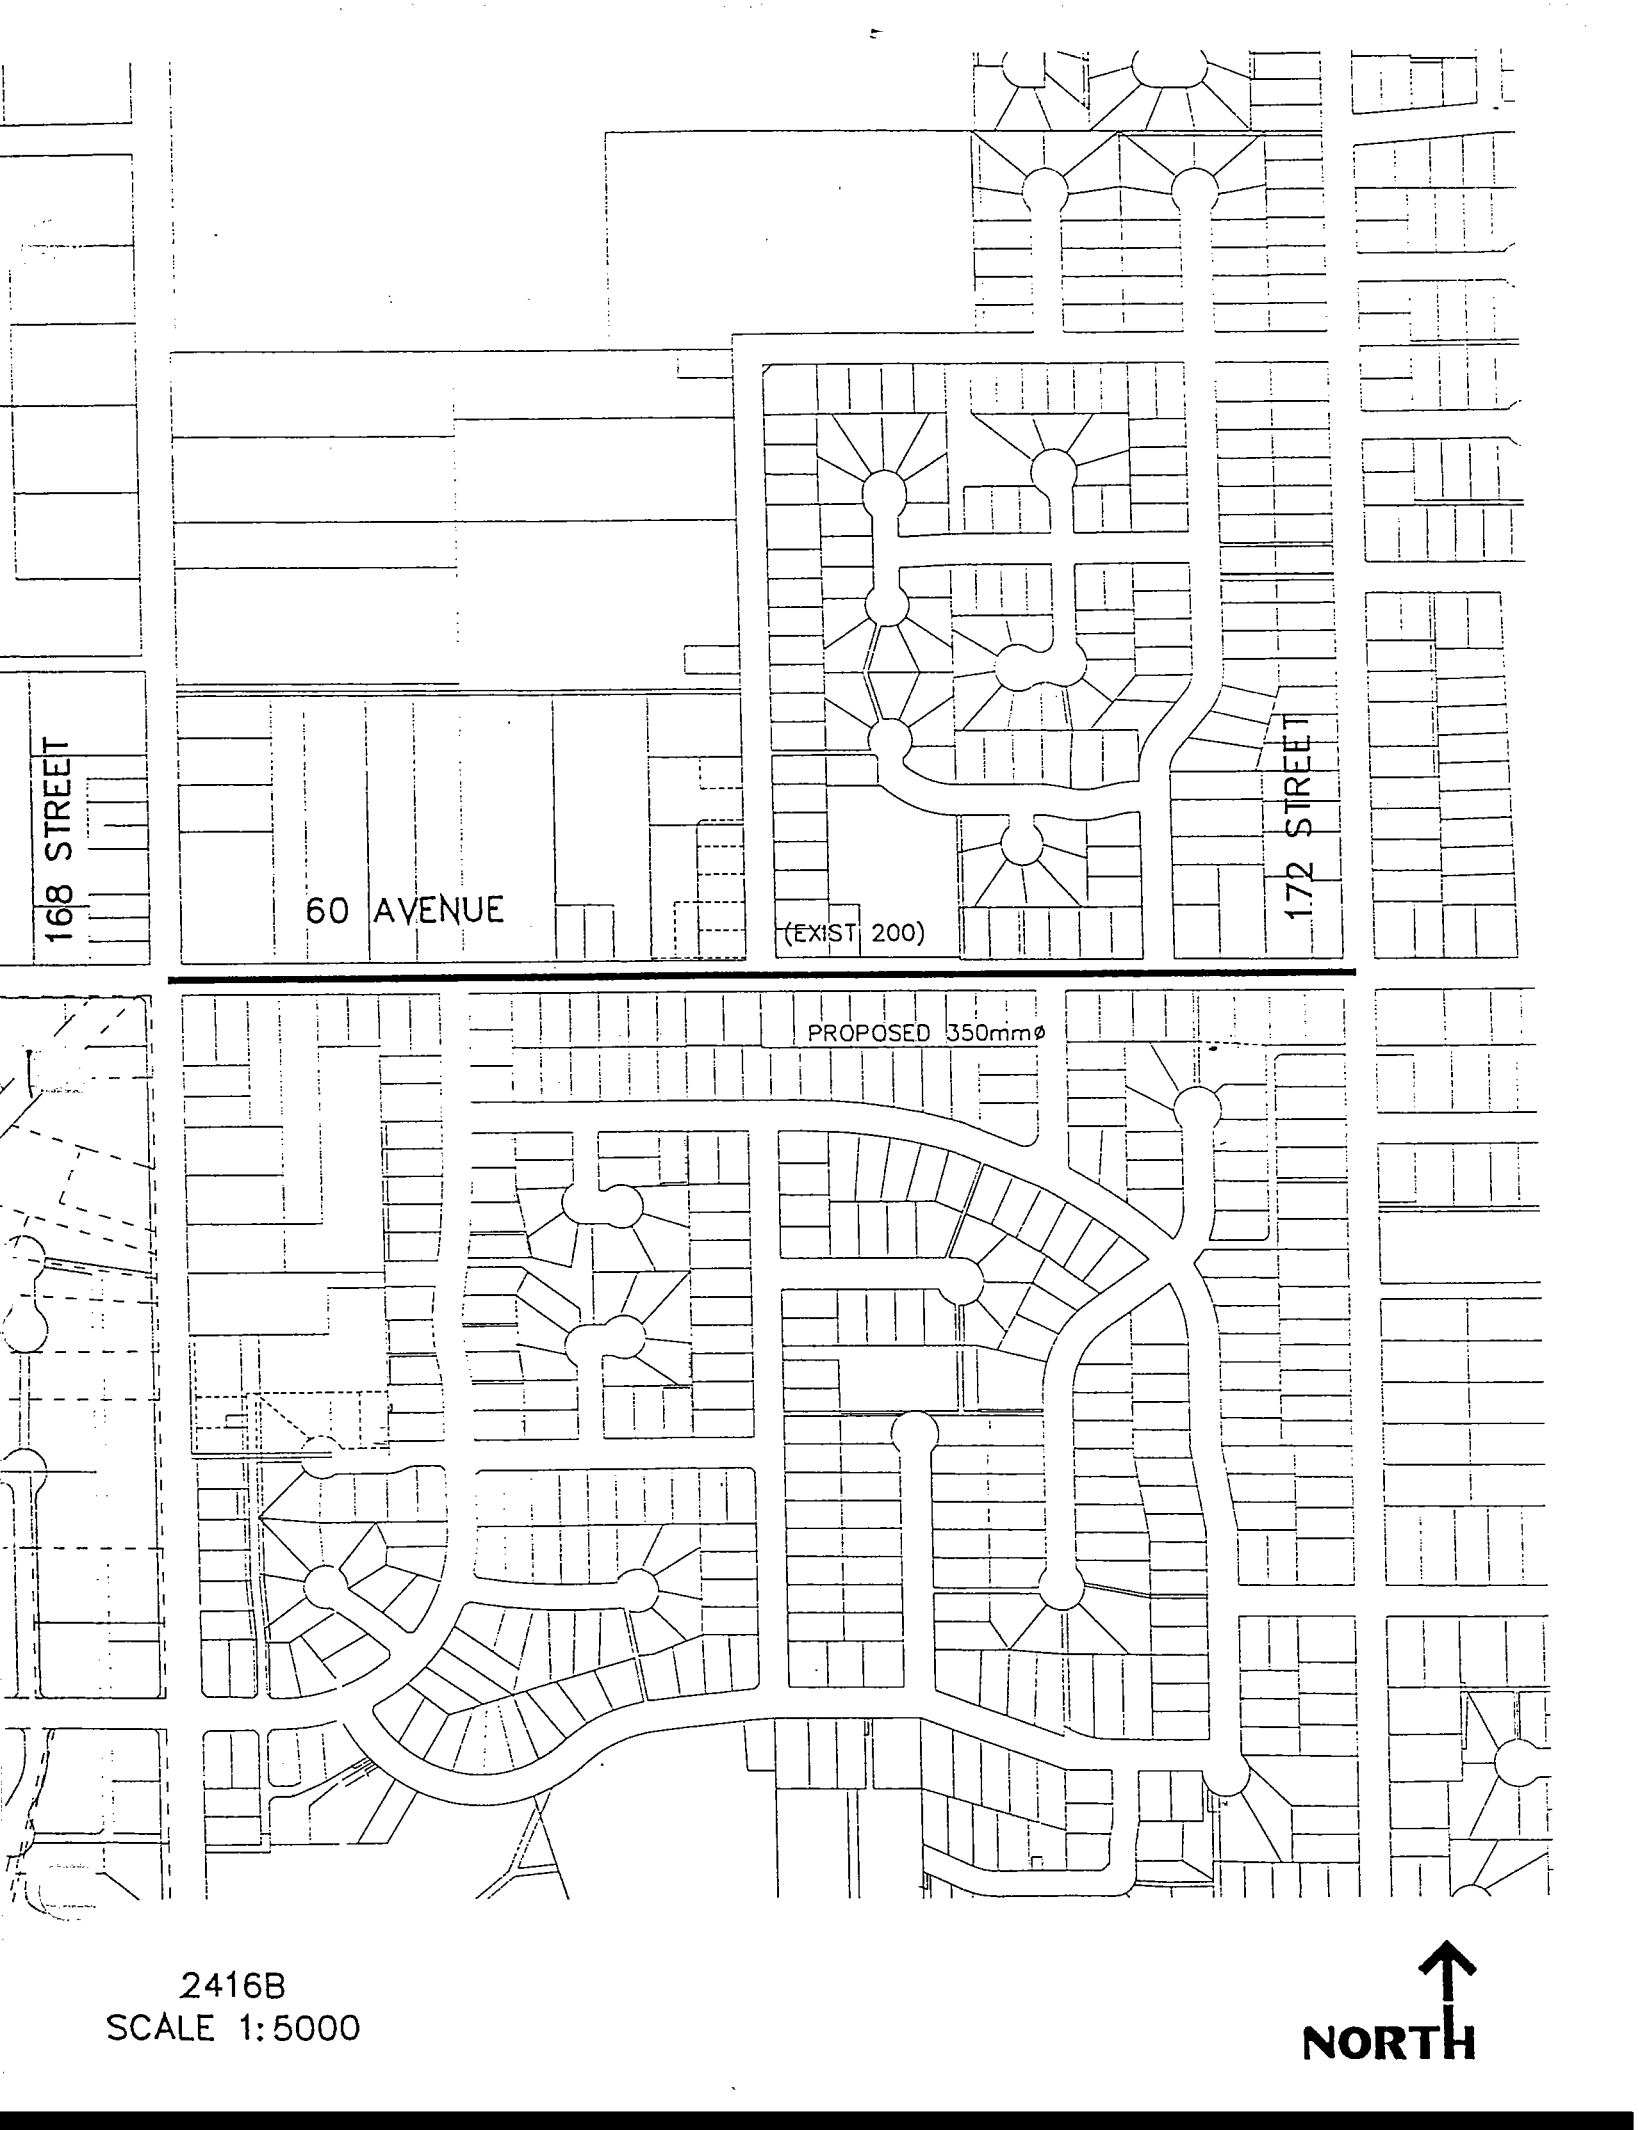 168 STREET
60 AVENUE
(EXIST 200)
172 STREET
PROPOSED 350mmø
2416B
SCALE 1:5000
NORTH